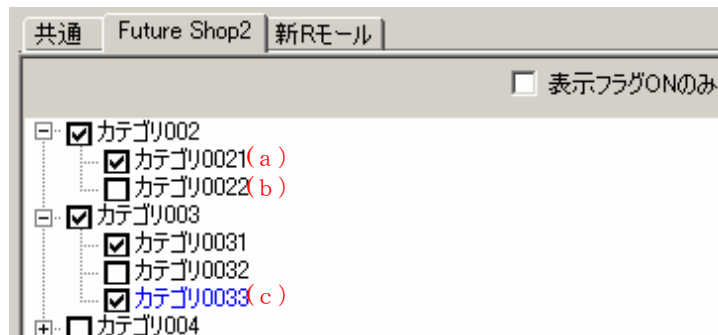 共通 Future Shop2 新Rモール
表示フラグONのみ
カテゴリ002
カテゴリ0021(a)
カテゴリ0022(b)
カテゴリ003
カテゴリ0031
カテゴリ0032
カテゴリ0033(c)
カテゴリ004